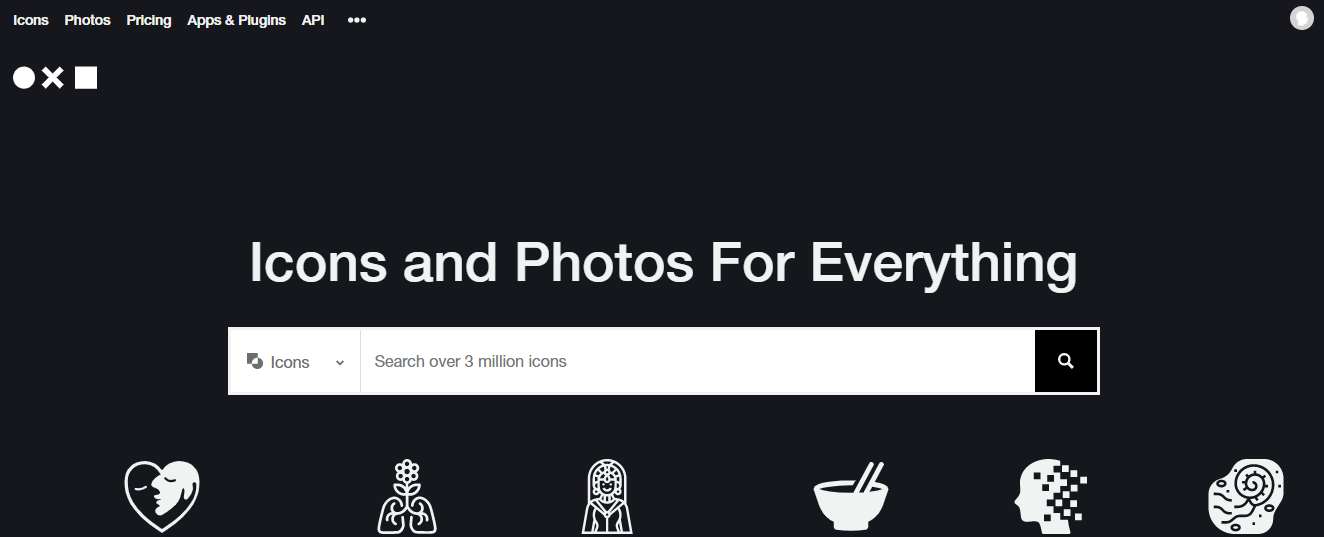 Icons Photos Pricing Apps & Plugins API
Icons and Photos For Everything
Icons Search over 3 million icons